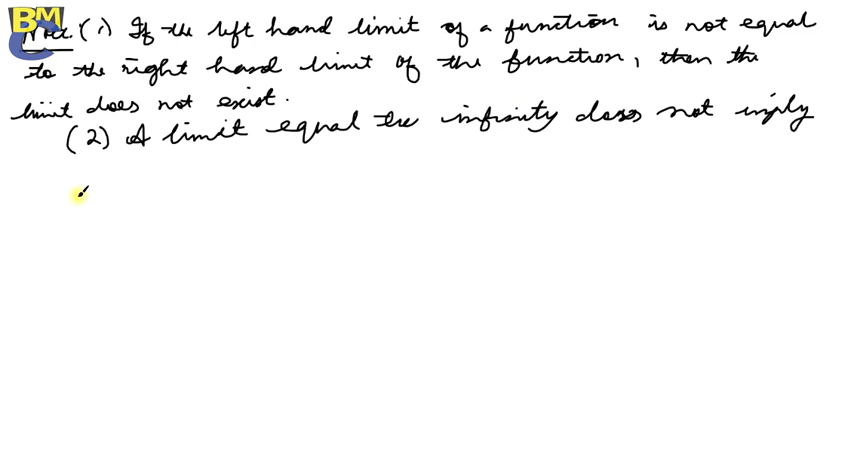 BM
C
Note (1) If the left hand limit of a function is not equal
to the right hand limit of the function, then the
limit does not exist.
(2) A limit equal the infinity does not imply